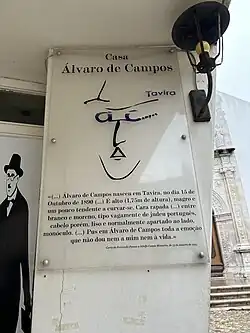 Casa
Álvaro de Campos
Tavira
«(...) Álvaro de Campos nasceu em Tavira, no dia 15 de
Outubro de 1890 (...) É alto (1,75m de altura), magro e
um pouco tendente a curvar-se. Cara rapada (...) entre
branco e moreno, tipo vagamente de judeu português,
cabelo porém, liso e normalmente apartado ao lado,
monóculo. (...) Pus em Álvaro de Campos toda a emoção
que não dou nem a mim nem à vida.»